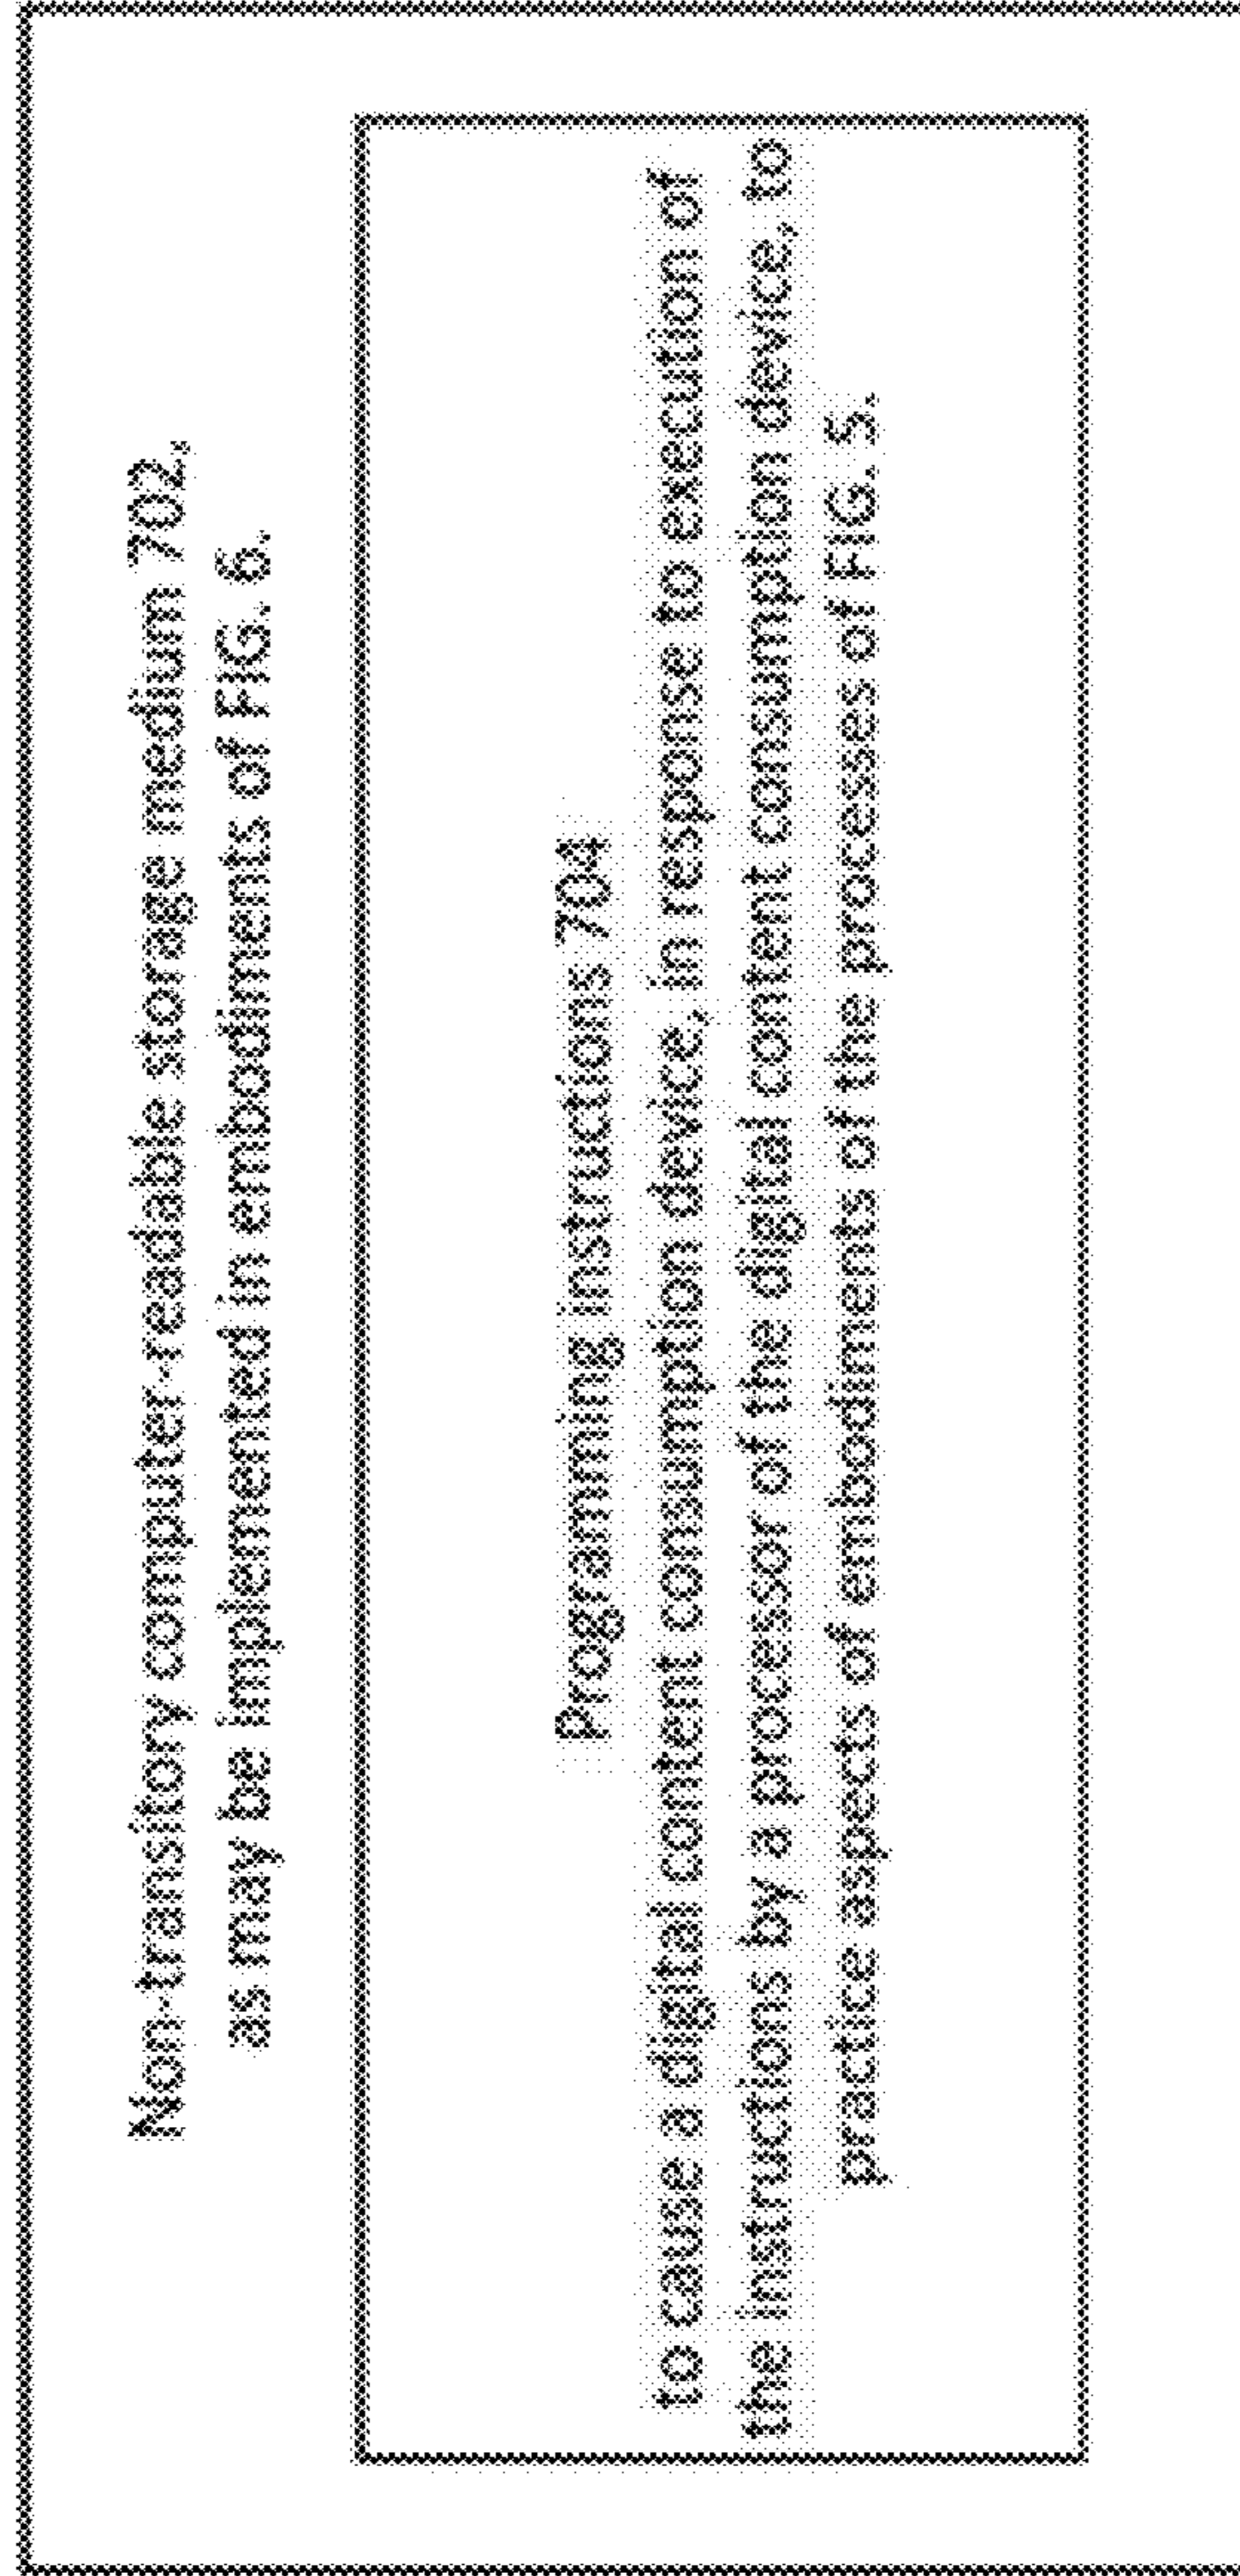 Non-transitory computer-readable storage medium 702,
as may be implemented in embodiments of FIG. 6.
Programming instructions 704
to cause a digital content consumption device, in response to execution of
the instructions by a processor of the digital content consumption device, to
practice aspects of embodiments of the processes of FIG. 5.